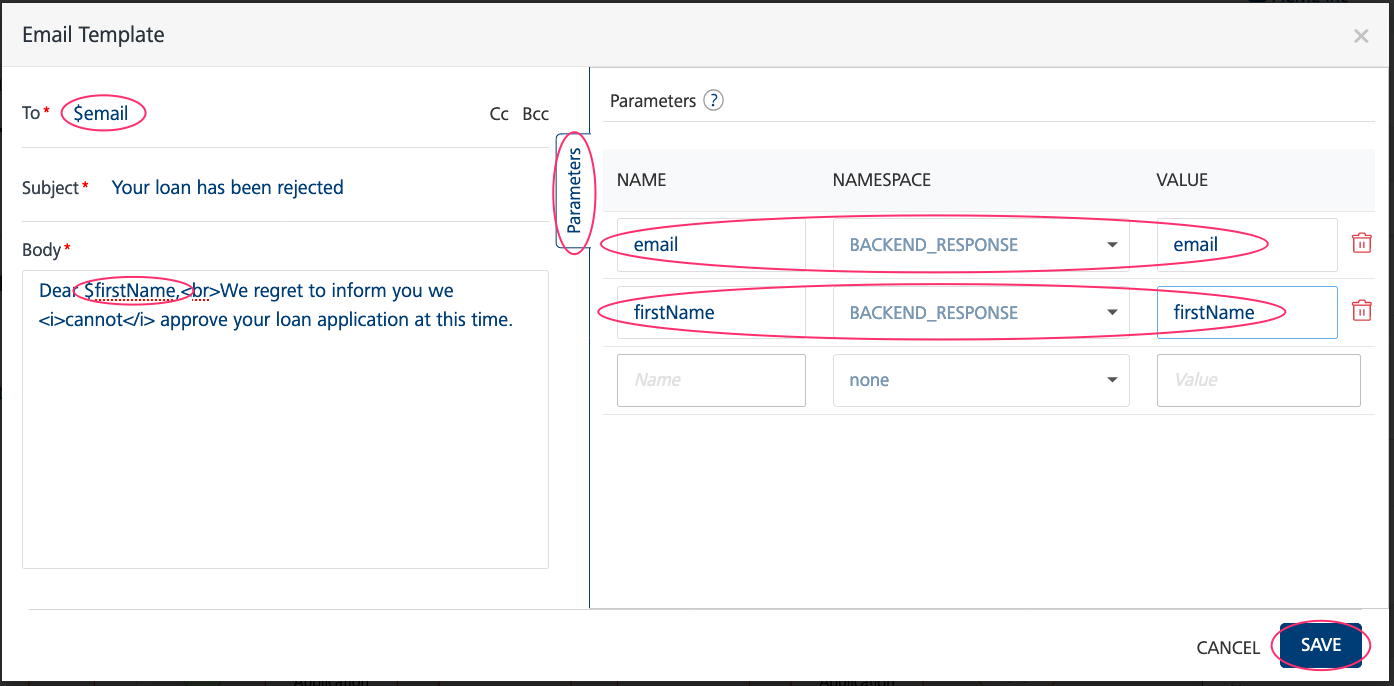 Email Template
×
To* $email Cc Bcc
Subject* Your loan has been rejected
Body*
Dear $firstName,<br>We regret to inform you we
<i>cannot</i> approve your loan application at this time.
Parameters
Parameters ?
NAME NAMESPACE VALUE
email BACKEND_RESPONSE email
firstName BACKEND_RESPONSE firstName
Name none Value
CANCEL SAVE